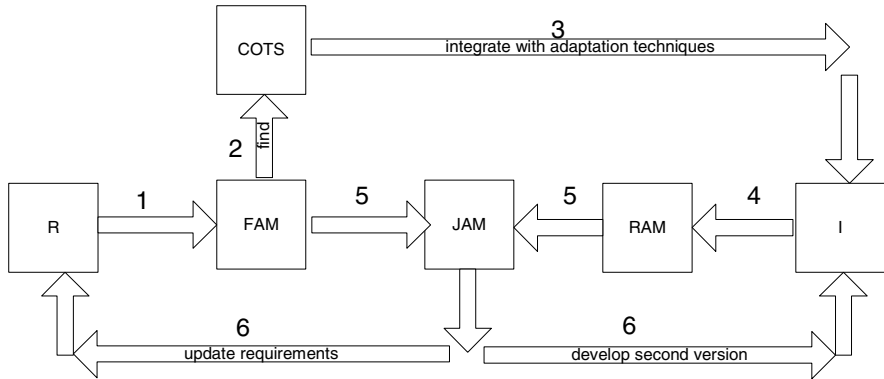 3
COTS
integrate with adaptation techniques
2
find
1
5
5
4
R
FAM
JAM
RAM
I
6
6
update requirements
develop second version